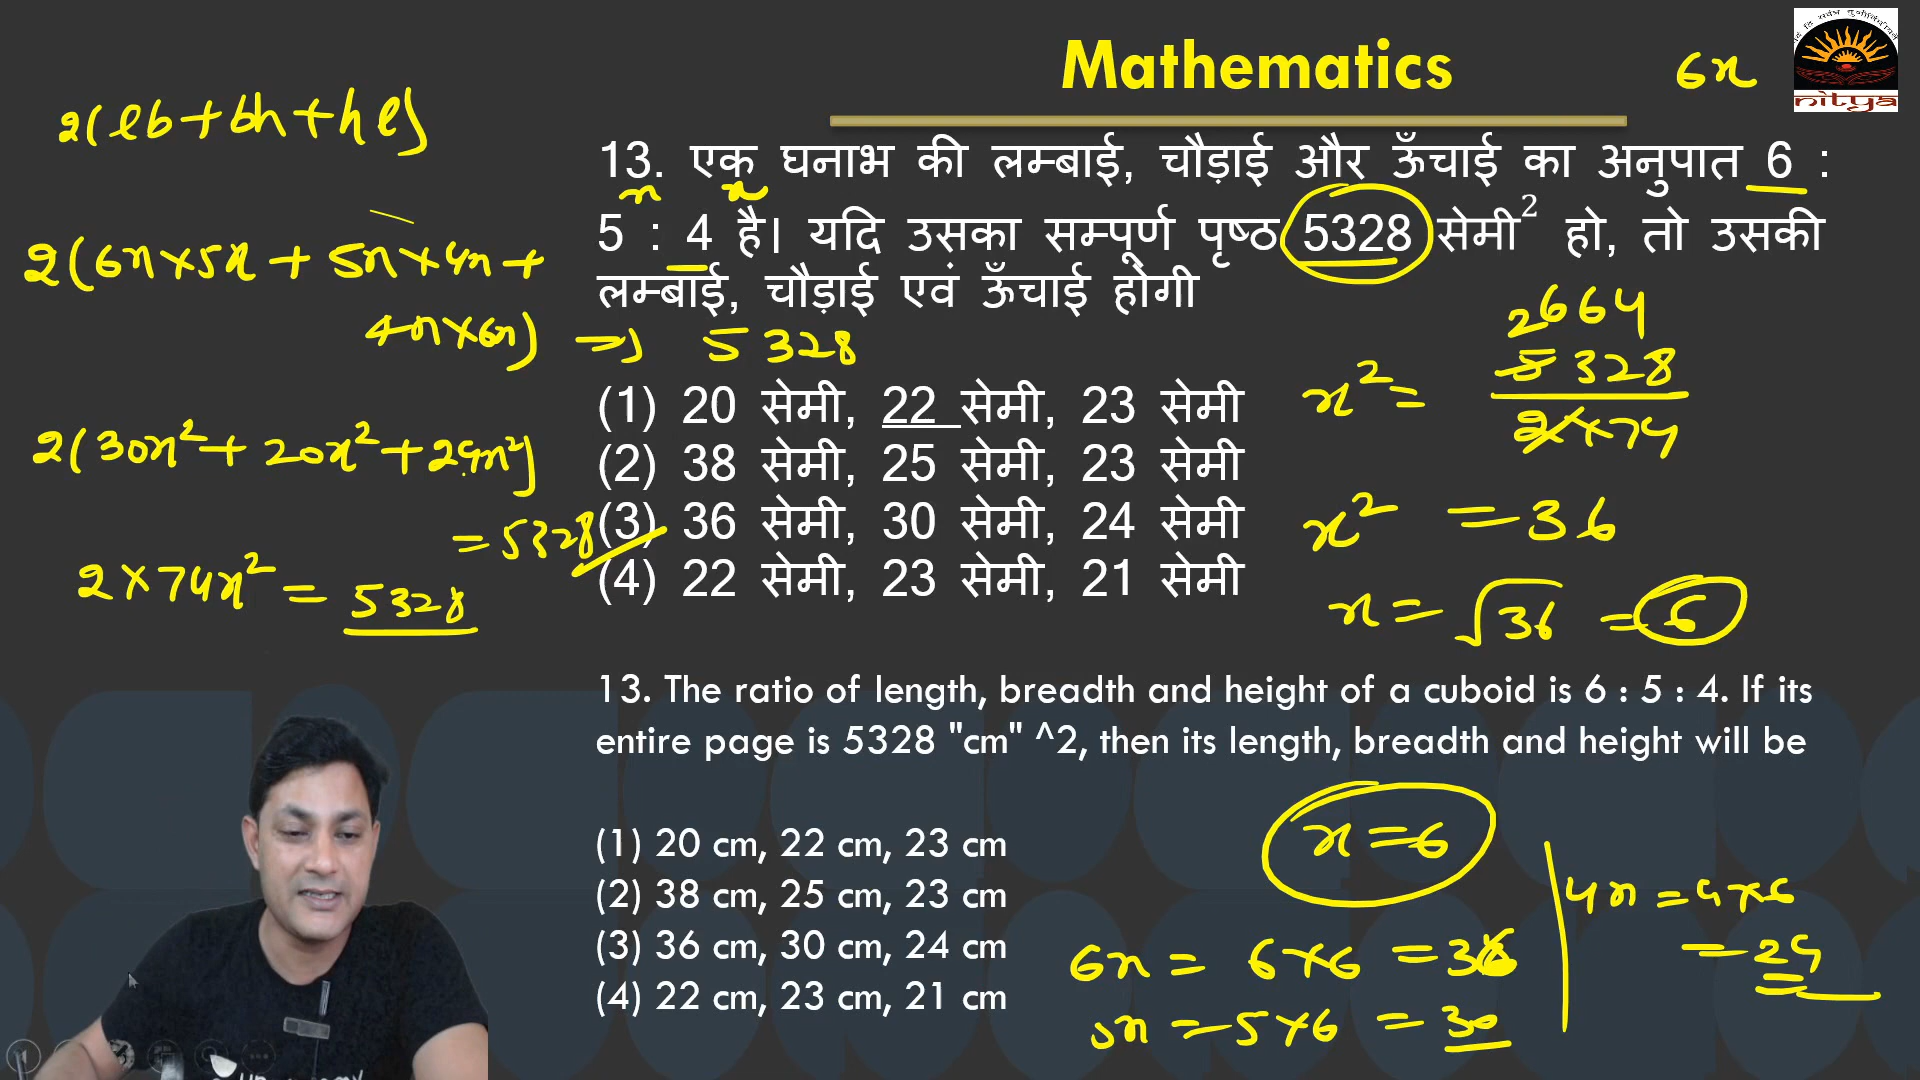 Mathematics
6x
nitya
2(lb+bh+hl)
13. एक घनाभ की लम्बाई, चौड़ाई और ऊँचाई का अनुपात 6 :
x x
5 : 4 है। यदि उसका सम्पूर्ण पृष्ठ 5328 सेमी² हो, तो उसकी
लम्बाई, चौड़ाई एवं ऊँचाई होगी
2(6x×5x + 5x×4x +
4x×6x) => 5328
(1) 20 सेमी, 22 सेमी, 23 सेमी
(2) 38 सेमी, 25 सेमी, 23 सेमी
(3) 36 सेमी, 30 सेमी, 24 सेमी
(4) 22 सेमी, 23 सेमी, 21 सेमी
2(30x²+ 20x²+24x²)
= 5328
2×74x² = 5328
2664
x² = 5328
2×74
x² = 36
x = √36 = 6
13. The ratio of length, breadth and height of a cuboid is 6 : 5 : 4. If its
entire page is 5328 "cm" ^2, then its length, breadth and height will be
(1) 20 cm, 22 cm, 23 cm
(2) 38 cm, 25 cm, 23 cm
(3) 36 cm, 30 cm, 24 cm
(4) 22 cm, 23 cm, 21 cm
x = 6
6x = 6×6 = 36
5x = 5×6 = 30
4x = 4×6
= 24